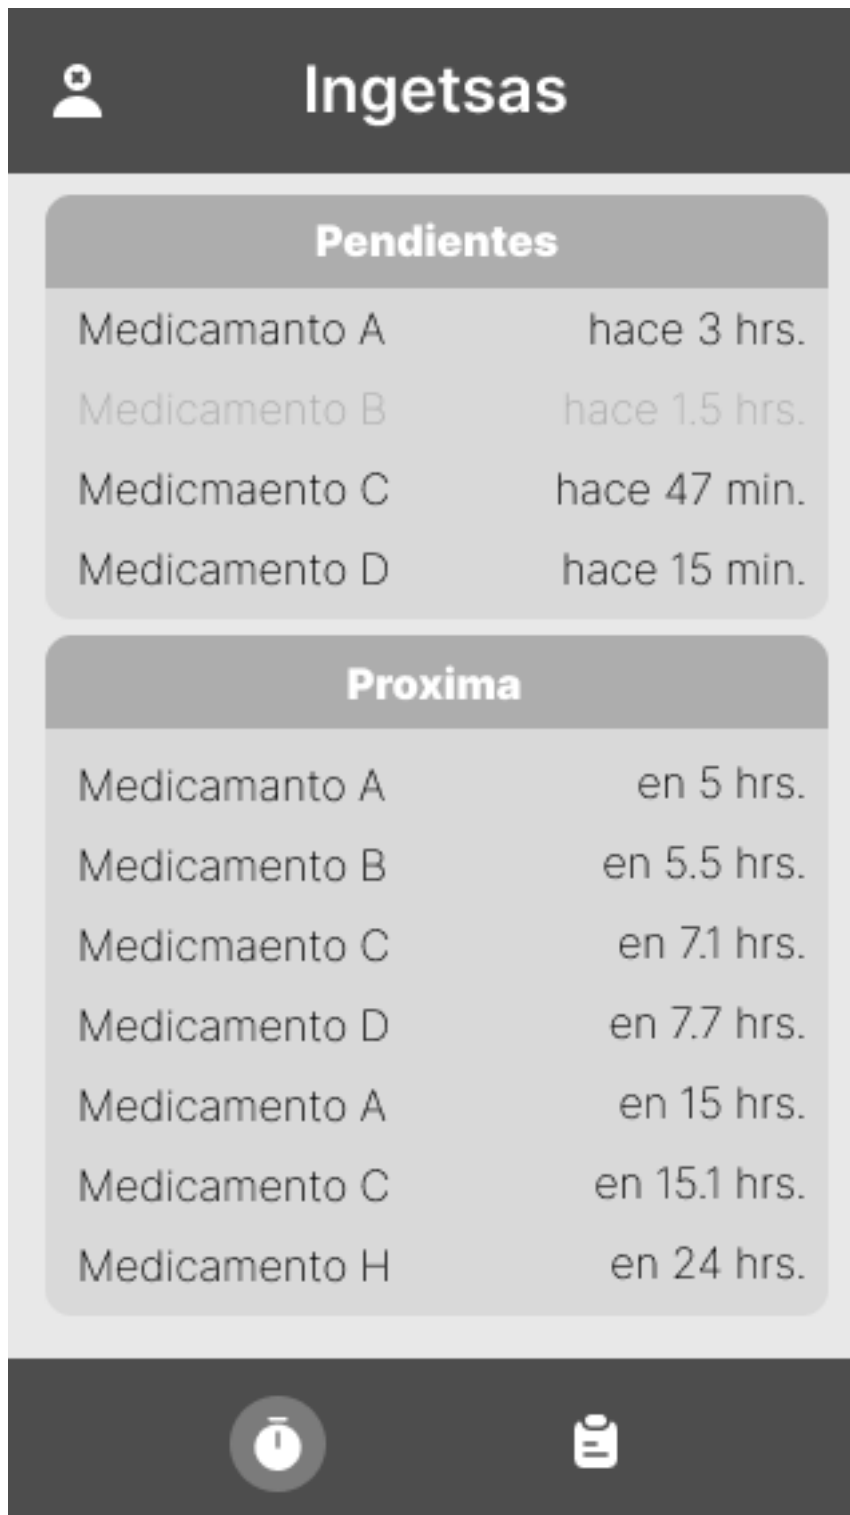 Ingetsas
Pendientes
Medicamanto A hace 3 hrs.
Medicamento B hace 1.5 hrs.
Medicmaento C hace 47 min.
Medicamento D hace 15 min.
Proxima
Medicamanto A en 5 hrs.
Medicamento B en 5.5 hrs.
Medicmaento C en 7.1 hrs.
Medicamento D en 7.7 hrs.
Medicamento A en 15 hrs.
Medicamento C en 15.1 hrs.
Medicamento H en 24 hrs.